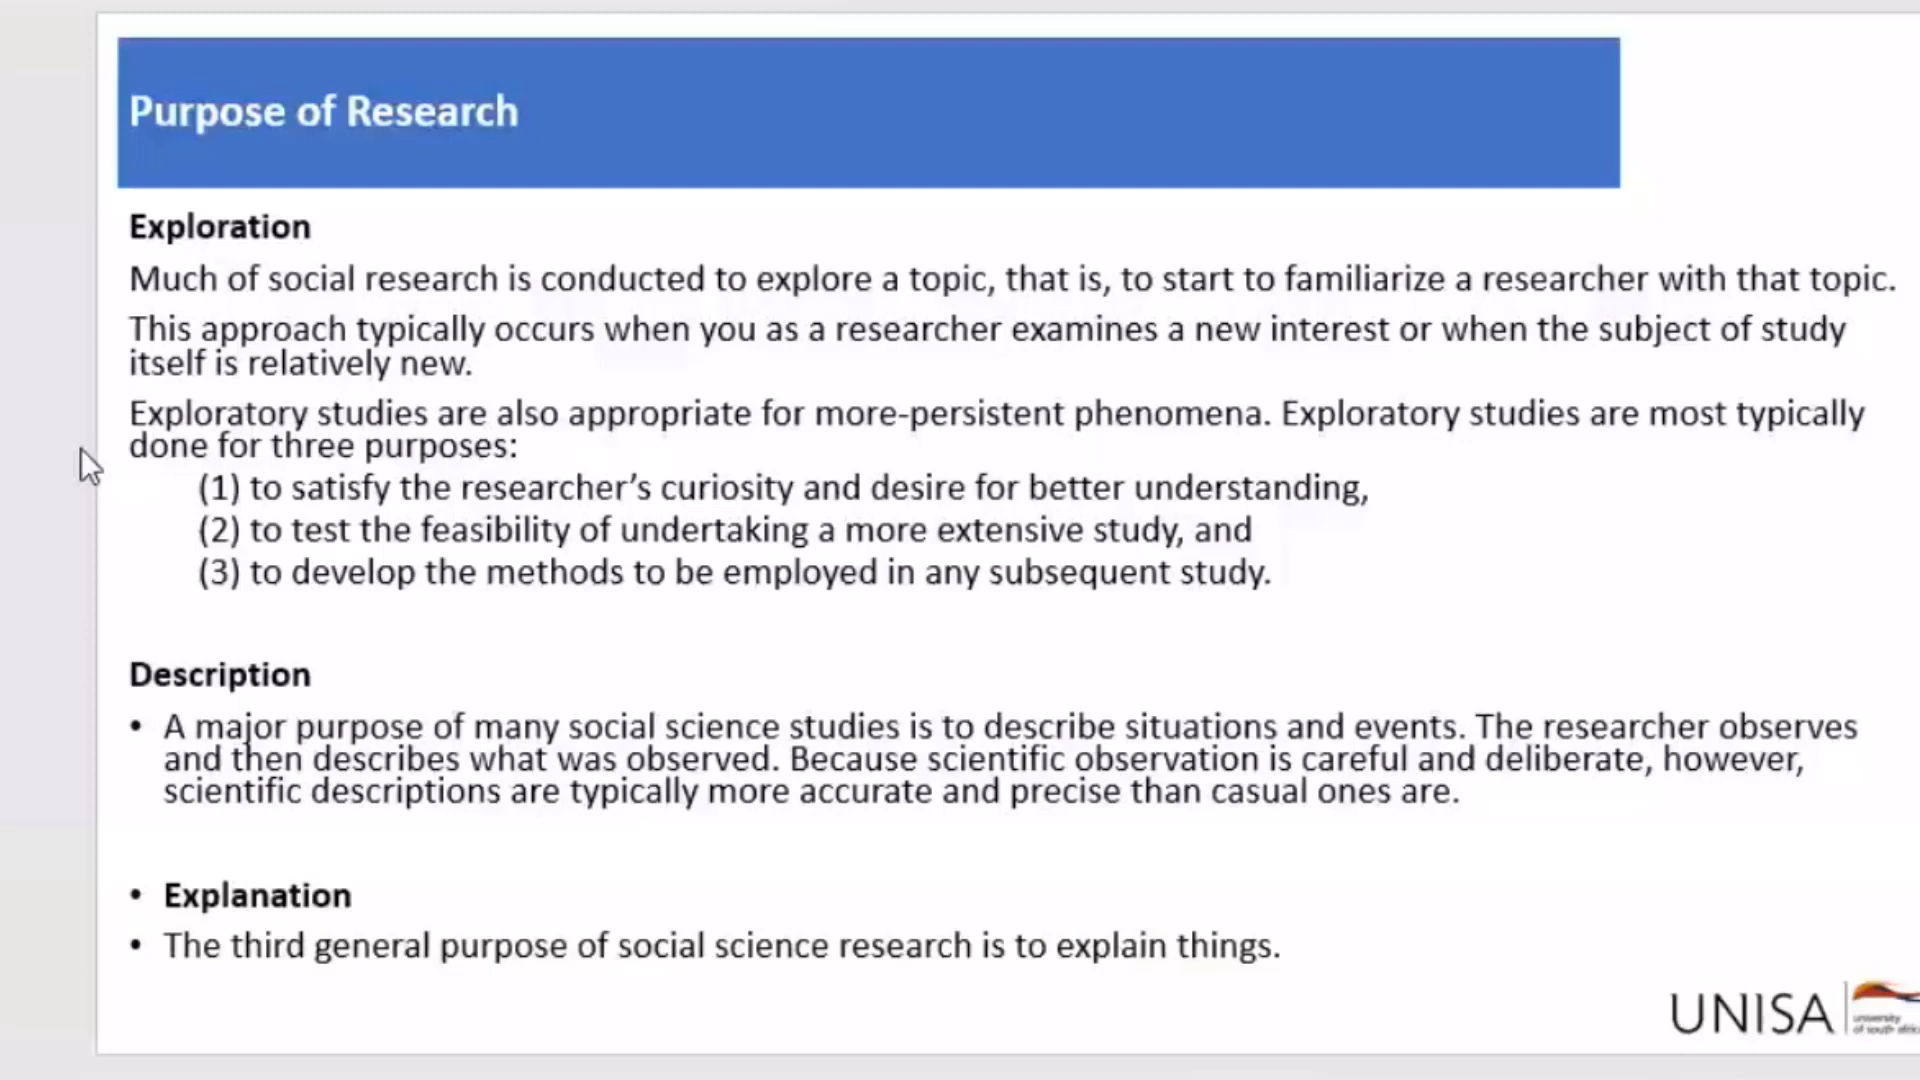 Purpose of Research
Exploration
Much of social research is conducted to explore a topic, that is, to start to familiarize a researcher with that topic.
This approach typically occurs when you as a researcher examines a new interest or when the subject of study
itself is relatively new.
Exploratory studies are also appropriate for more-persistent phenomena. Exploratory studies are most typically
done for three purposes:
(1) to satisfy the researcher’s curiosity and desire for better understanding,
(2) to test the feasibility of undertaking a more extensive study, and
(3) to develop the methods to be employed in any subsequent study.
Description
• A major purpose of many social science studies is to describe situations and events. The researcher observes
and then describes what was observed. Because scientific observation is careful and deliberate, however,
scientific descriptions are typically more accurate and precise than casual ones are.
• Explanation
• The third general purpose of social science research is to explain things.
UNISA
university
of south